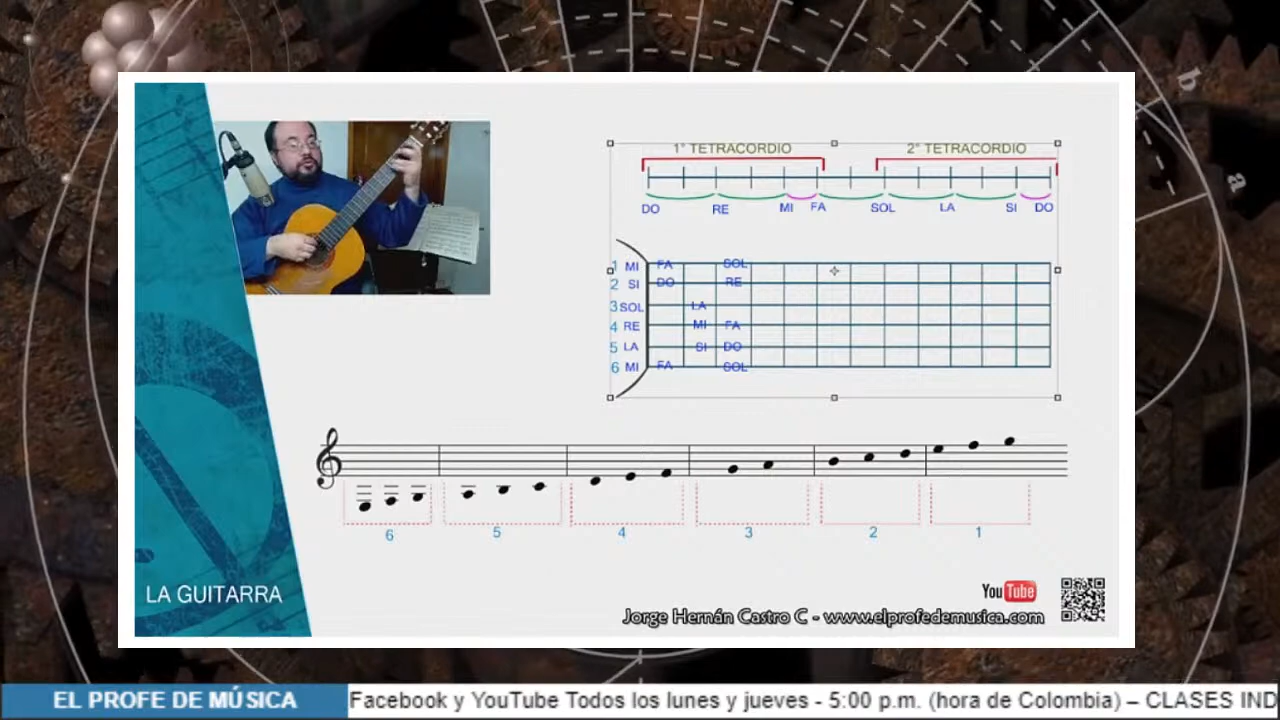 b
a
1° TETRACORDIO 2° TETRACORDIO
DO RE MI FA SOL LA SI DO
1 MI FA SOL
2 SI DO RE
3 SOL LA
4 RE MI FA
5 LA SI DO
6 MI FA SOL
6 5 4 3 2 1
LA GUITARRA
YouTube
Jorge Hernán Castro C - www.elprofedemusica.com
EL PROFE DE MÚSICA
Facebook y YouTube Todos los lunes y jueves - 5:00 p.m. (hora de Colombia) – CLASES IND